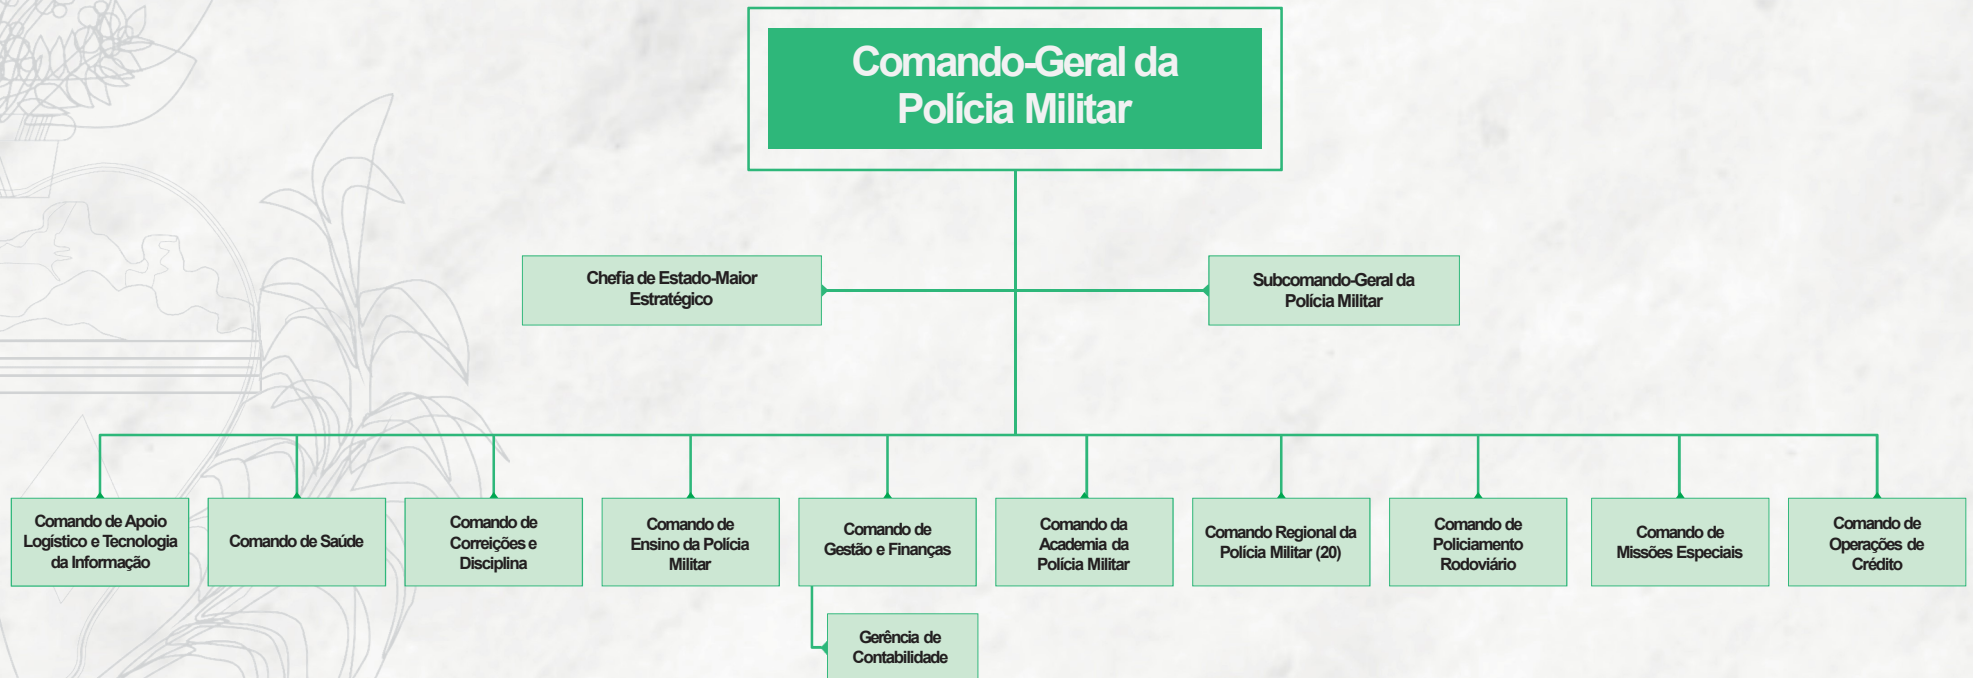 Comando-Geral da
Polícia Militar
Chefia de Estado-Maior
Estratégico
Subcomando-Geral da
Polícia Militar
Comando de Apoio
Logístico e Tecnologia
da Informação
Comando de Saúde
Comando de
Correições e
Disciplina
Comando de
Ensino da Polícia
Militar
Comando de
Gestão e Finanças
Comando da
Academia da
Polícia Militar
Comando Regional da
Polícia Militar (20)
Comando de
Policiamento
Rodoviário
Comando de
Missões Especiais
Comando de
Operações de
Crédito
Gerência de
Contabilidade